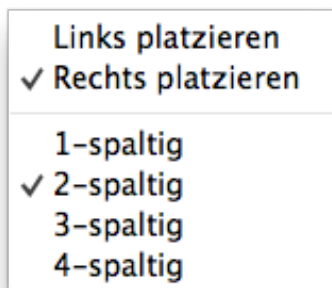 Links platzieren
✓ Rechts platzieren
1-spaltig
✓ 2-spaltig
3-spaltig
4-spaltig